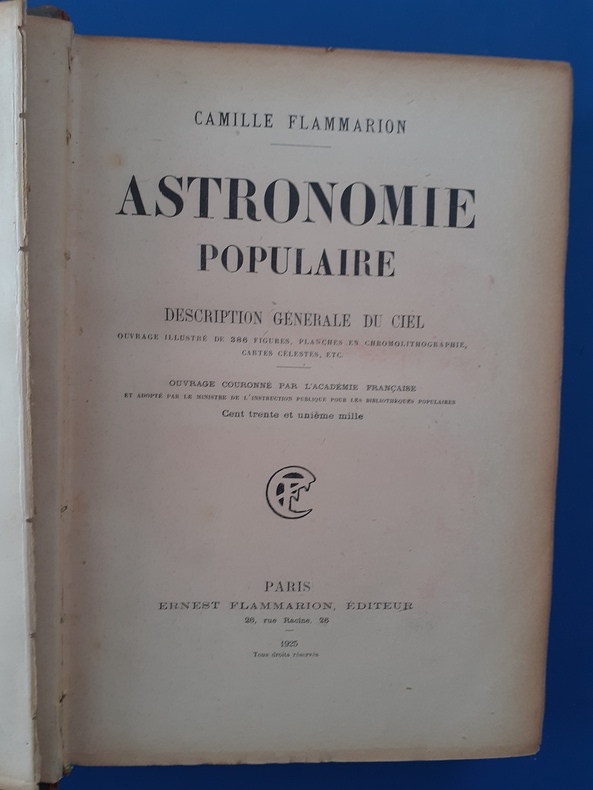 CAMILLE FLAMMARION
ASTRONOMIE
POPULAIRE
DESCRIPTION GÉNÉRALE DU CIEL
OUVRAGE ILLUSTRÉ DE 386 FIGURES, PLANCHES EN CHROMOLITHOGRAPHIE,
CARTES CÉLESTES, ETC.
OUVRAGE COURONNÉ PAR L'ACADÉMIE FRANÇAISE
ET ADOPTÉ PAR LE MINISTRE DE L'INSTRUCTION PUBLIQUE POUR LES BIBLIOTHÈQUES POPULAIRES
Cent trente et unième mille
PARIS
ERNEST FLAMMARION, ÉDITEUR
26, rue Racine, 26
1925
Tous droits réservés